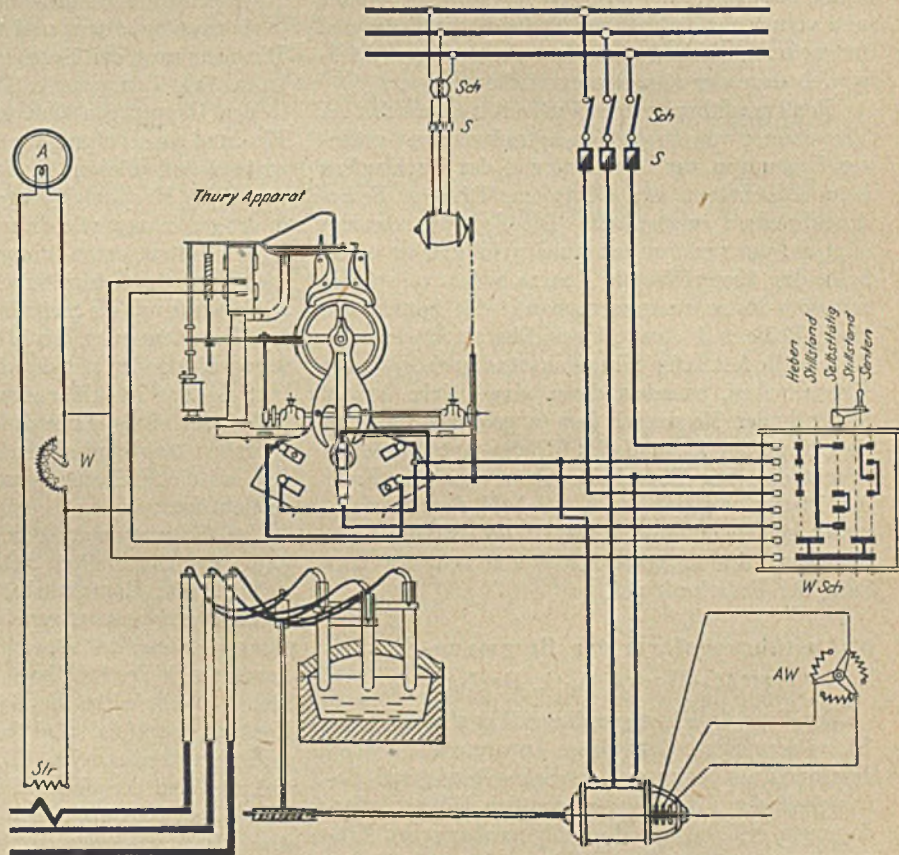 Sch
Sch
S
S
A
Thury Apparat
Heben
Stillstand
Selbsttätig
Stillstand
Senken
W
W Sch
AW
Str